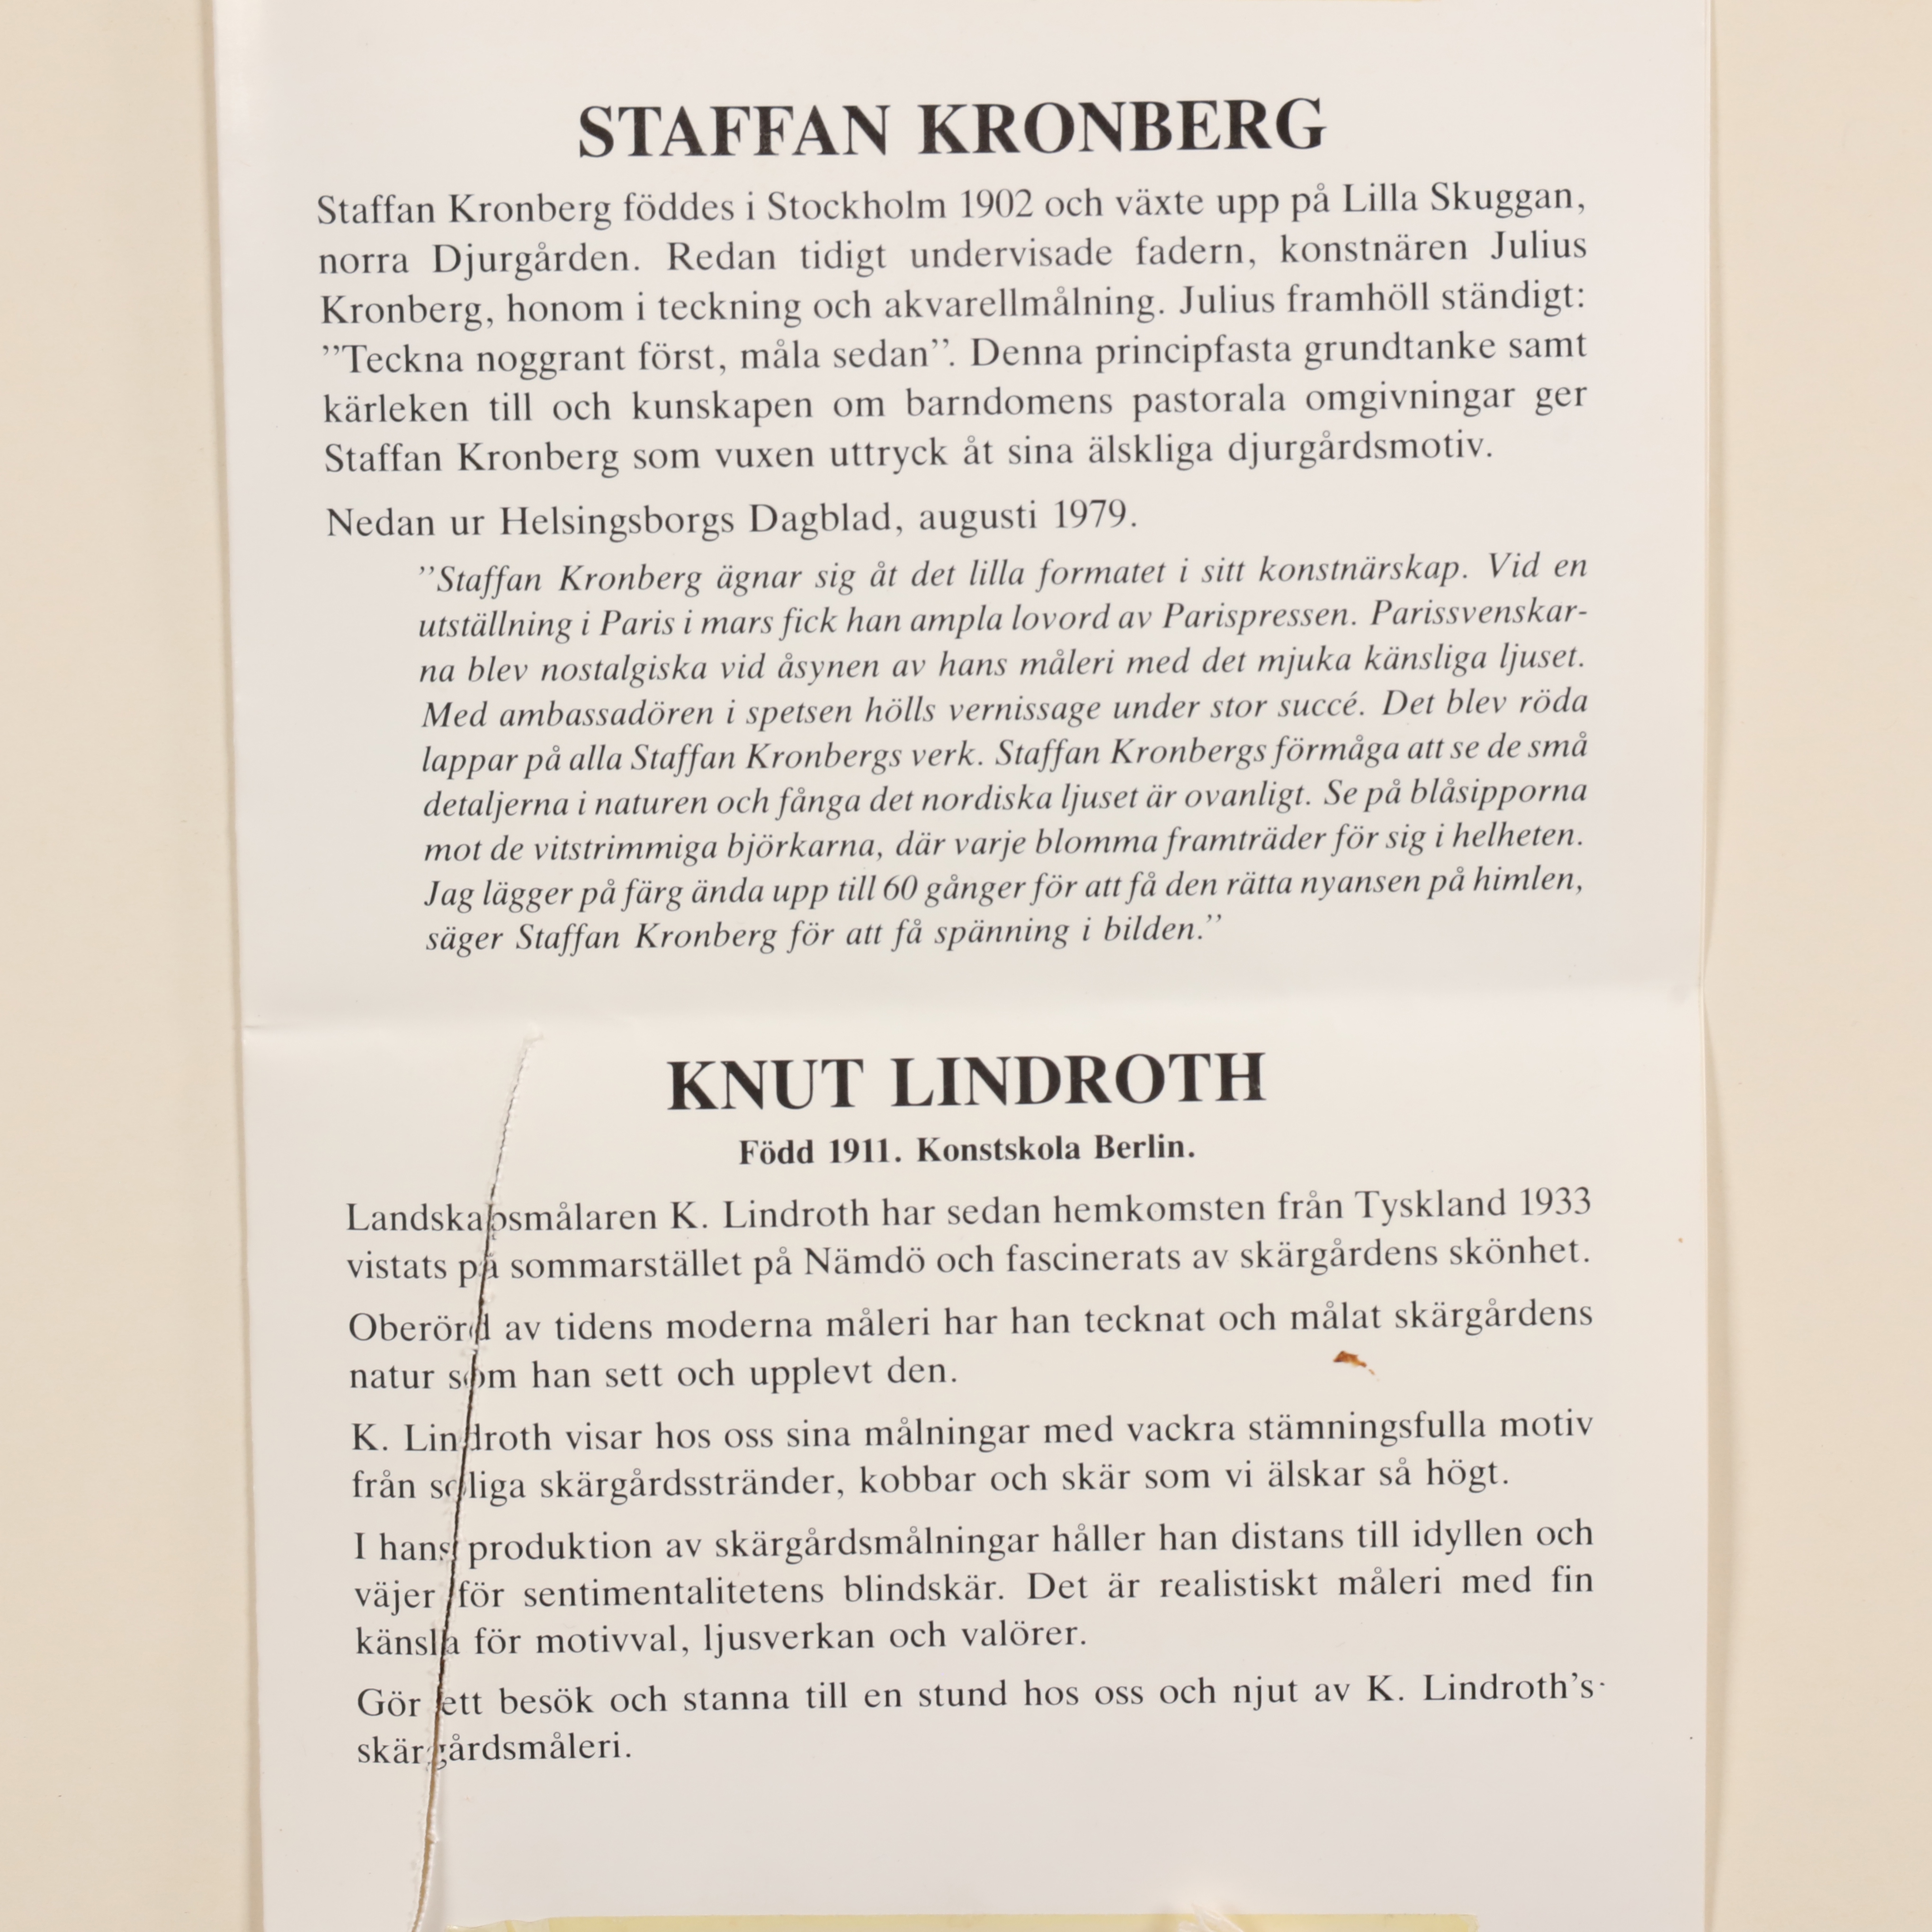 STAFFAN KRONBERG
Staffan Kronberg föddes i Stockholm 1902 och växte upp på Lilla Skuggan,
norra Djurgården. Redan tidigt undervisade fadern, konstnären Julius
Kronberg, honom i teckning och akvarellmålning. Julius framhöll ständigt:
”Teckna noggrant först, måla sedan”. Denna principfasta grundtanke samt
kärleken till och kunskapen om barndomens pastorala omgivningar ger
Staffan Kronberg som vuxen uttryck åt sina älskliga djurgårdsmotiv.
Nedan ur Helsingsborgs Dagblad, augusti 1979.
”Staffan Kronberg ägnar sig åt det lilla formatet i sitt konstnärskap. Vid en
utställning i Paris i mars fick han ampla lovord av Parispressen. Parissvenskar-
na blev nostalgiska vid åsynen av hans måleri med det mjuka känsliga ljuset.
Med ambassadören i spetsen hölls vernissage under stor succé. Det blev röda
lappar på alla Staffan Kronbergs verk. Staffan Kronbergs förmåga att se de små
detaljerna i naturen och fånga det nordiska ljuset är ovanligt. Se på blåsipporna
mot de vitstrimmiga björkarna, där varje blomma framträder för sig i helheten.
Jag lägger på färg ända upp till 60 gånger för att få den rätta nyansen på himlen,
säger Staffan Kronberg för att få spänning i bilden.”
KNUT LINDROTH
Född 1911. Konstskola Berlin.
Landskapsmålaren K. Lindroth har sedan hemkomsten från Tyskland 1933
vistats på sommarstället på Nämdö och fascinerats av skärgårdens skönhet.
Oberörd av tidens moderna måleri har han tecknat och målat skärgårdens
natur som han sett och upplevt den.
K. Lindroth visar hos oss sina målningar med vackra stämningsfulla motiv
från soliga skärgårdsstränder, kobbar och skär som vi älskar så högt.
I hans produktion av skärgårdsmålningar håller han distans till idyllen och
väjer för sentimentalitetens blindskär. Det är realistiskt måleri med fin
känsla för motivval, ljusverkan och valörer.
Gör ett besök och stanna till en stund hos oss och njut av K. Lindroth’s
skärgårdsmåleri.